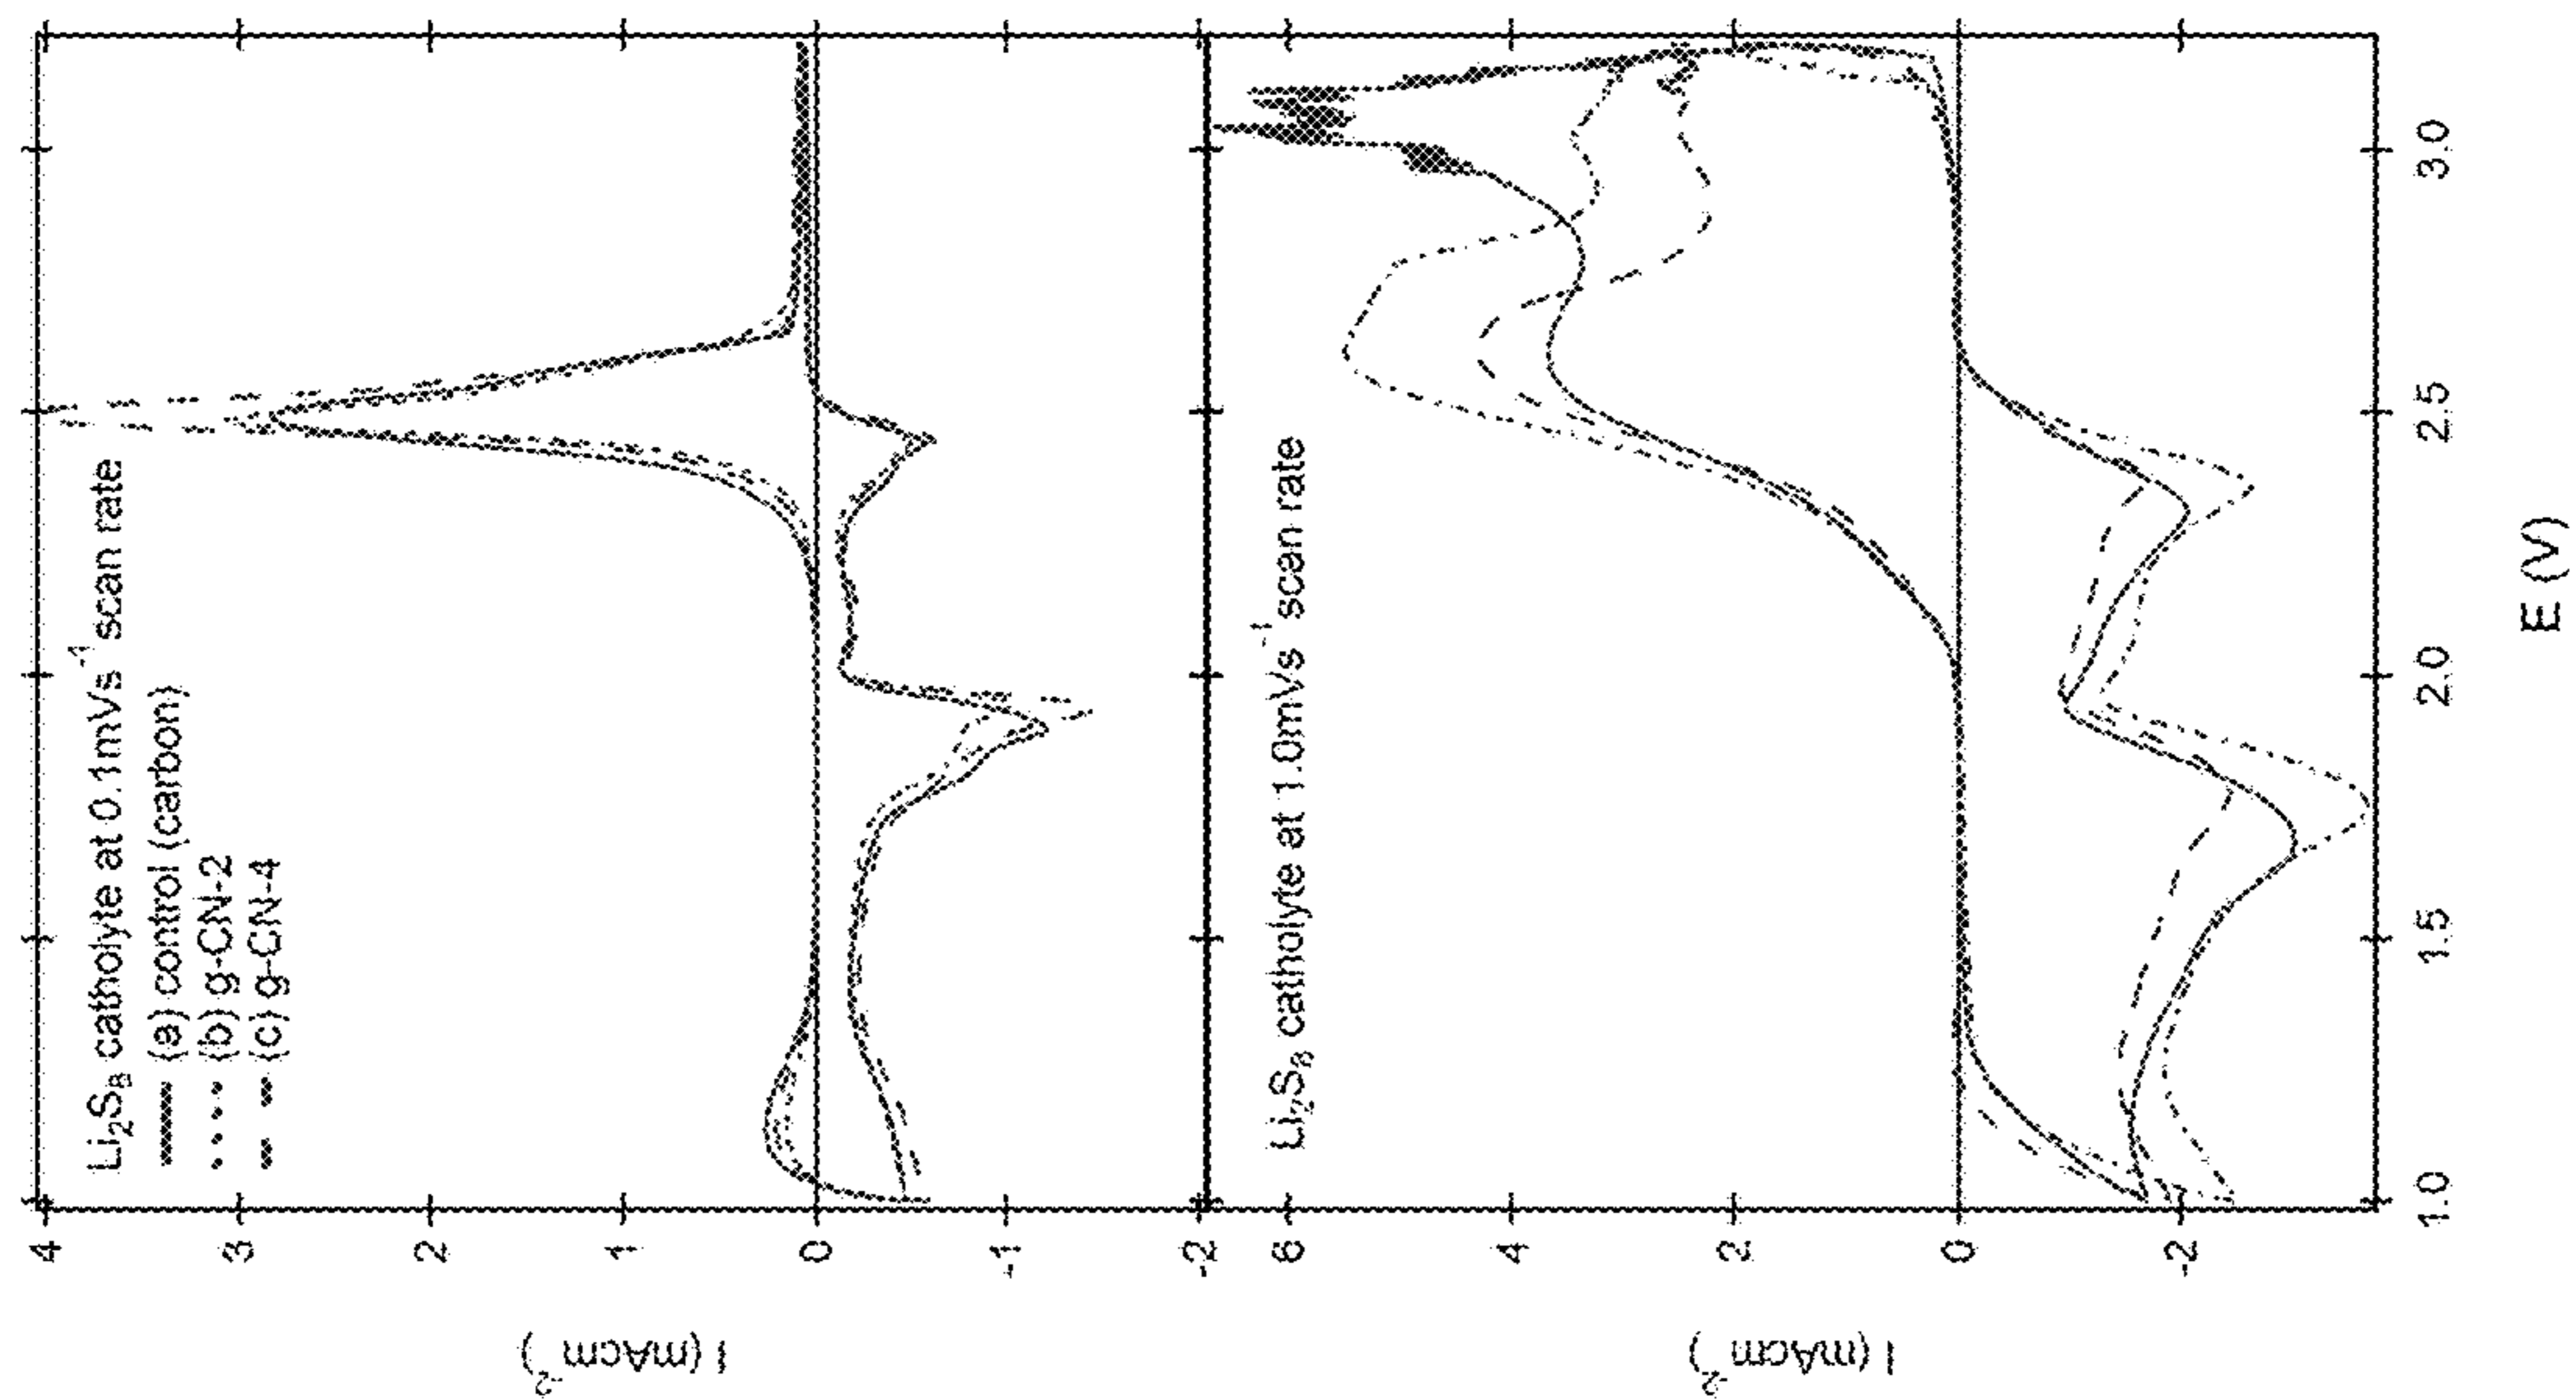 Li₂S₈ catholyte at 0.1mVs⁻¹ scan rate
(a) control (carbon)
(b) g-CN-2
(c) g-CN-4
4
3
2
1
0
-1
-2
I (mAcm⁻²)
Li₂S₈ catholyte at 1.0mVs⁻¹ scan rate
6
4
2
0
-2
I (mAcm⁻²)
1.0 1.5 2.0 2.5 3.0
E (V)